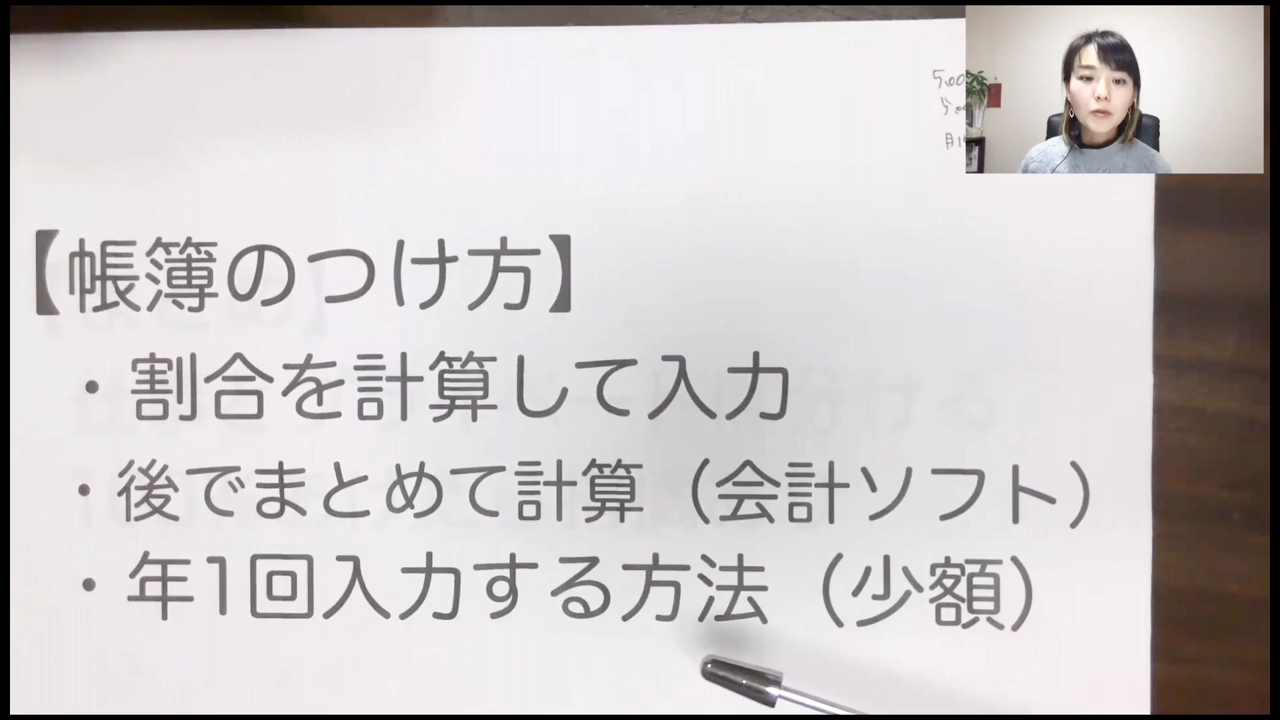 【帳簿のつけ方】
・割合を計算して入力
・後でまとめて計算（会計ソフト）
・年1回入力する方法（少額）